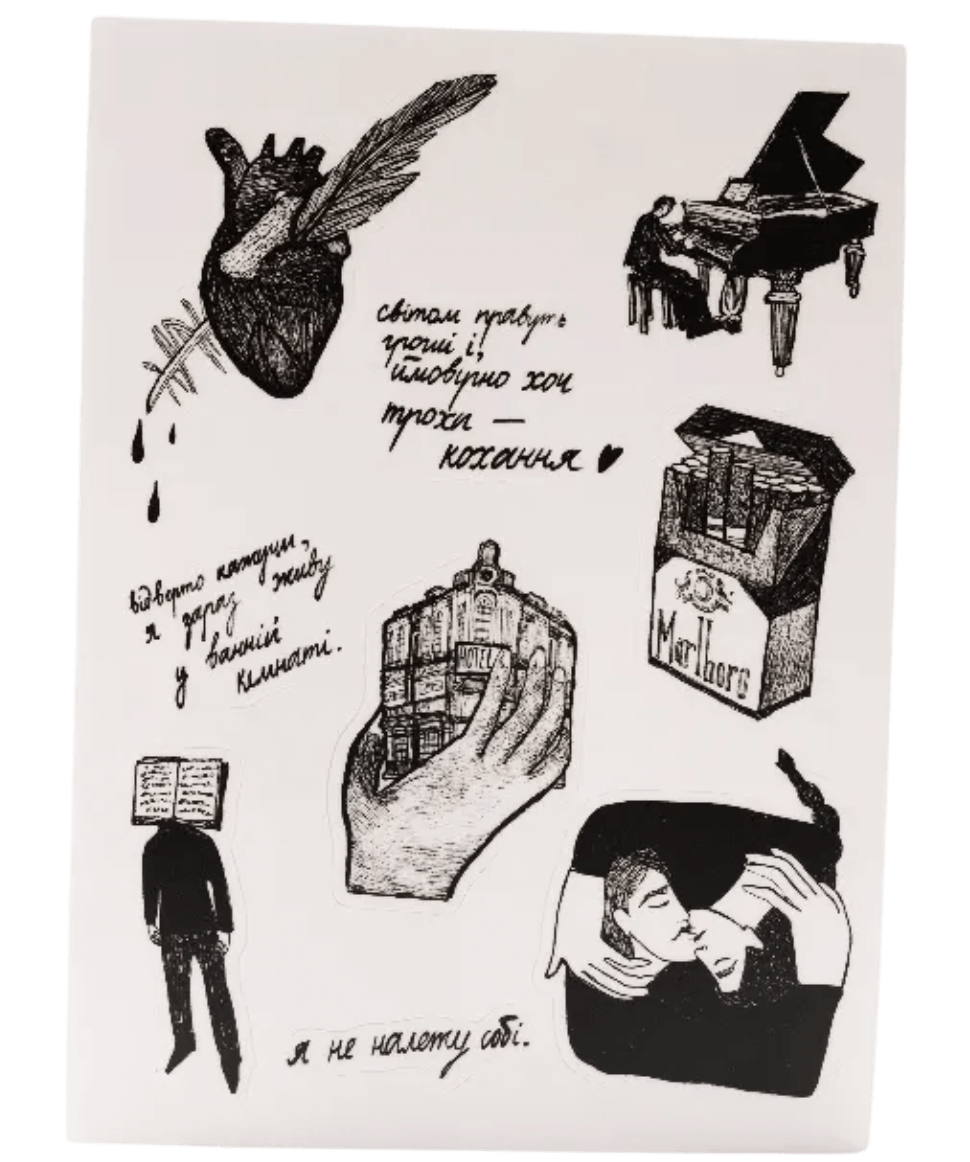 світом правуть
гроші і,
ймовірно хоч
трохи —
кохання ♥
відверто кажучи,
я зараз живу
у ванній
кімнаті.
HOTEL
Marlboro
я не належу собі.